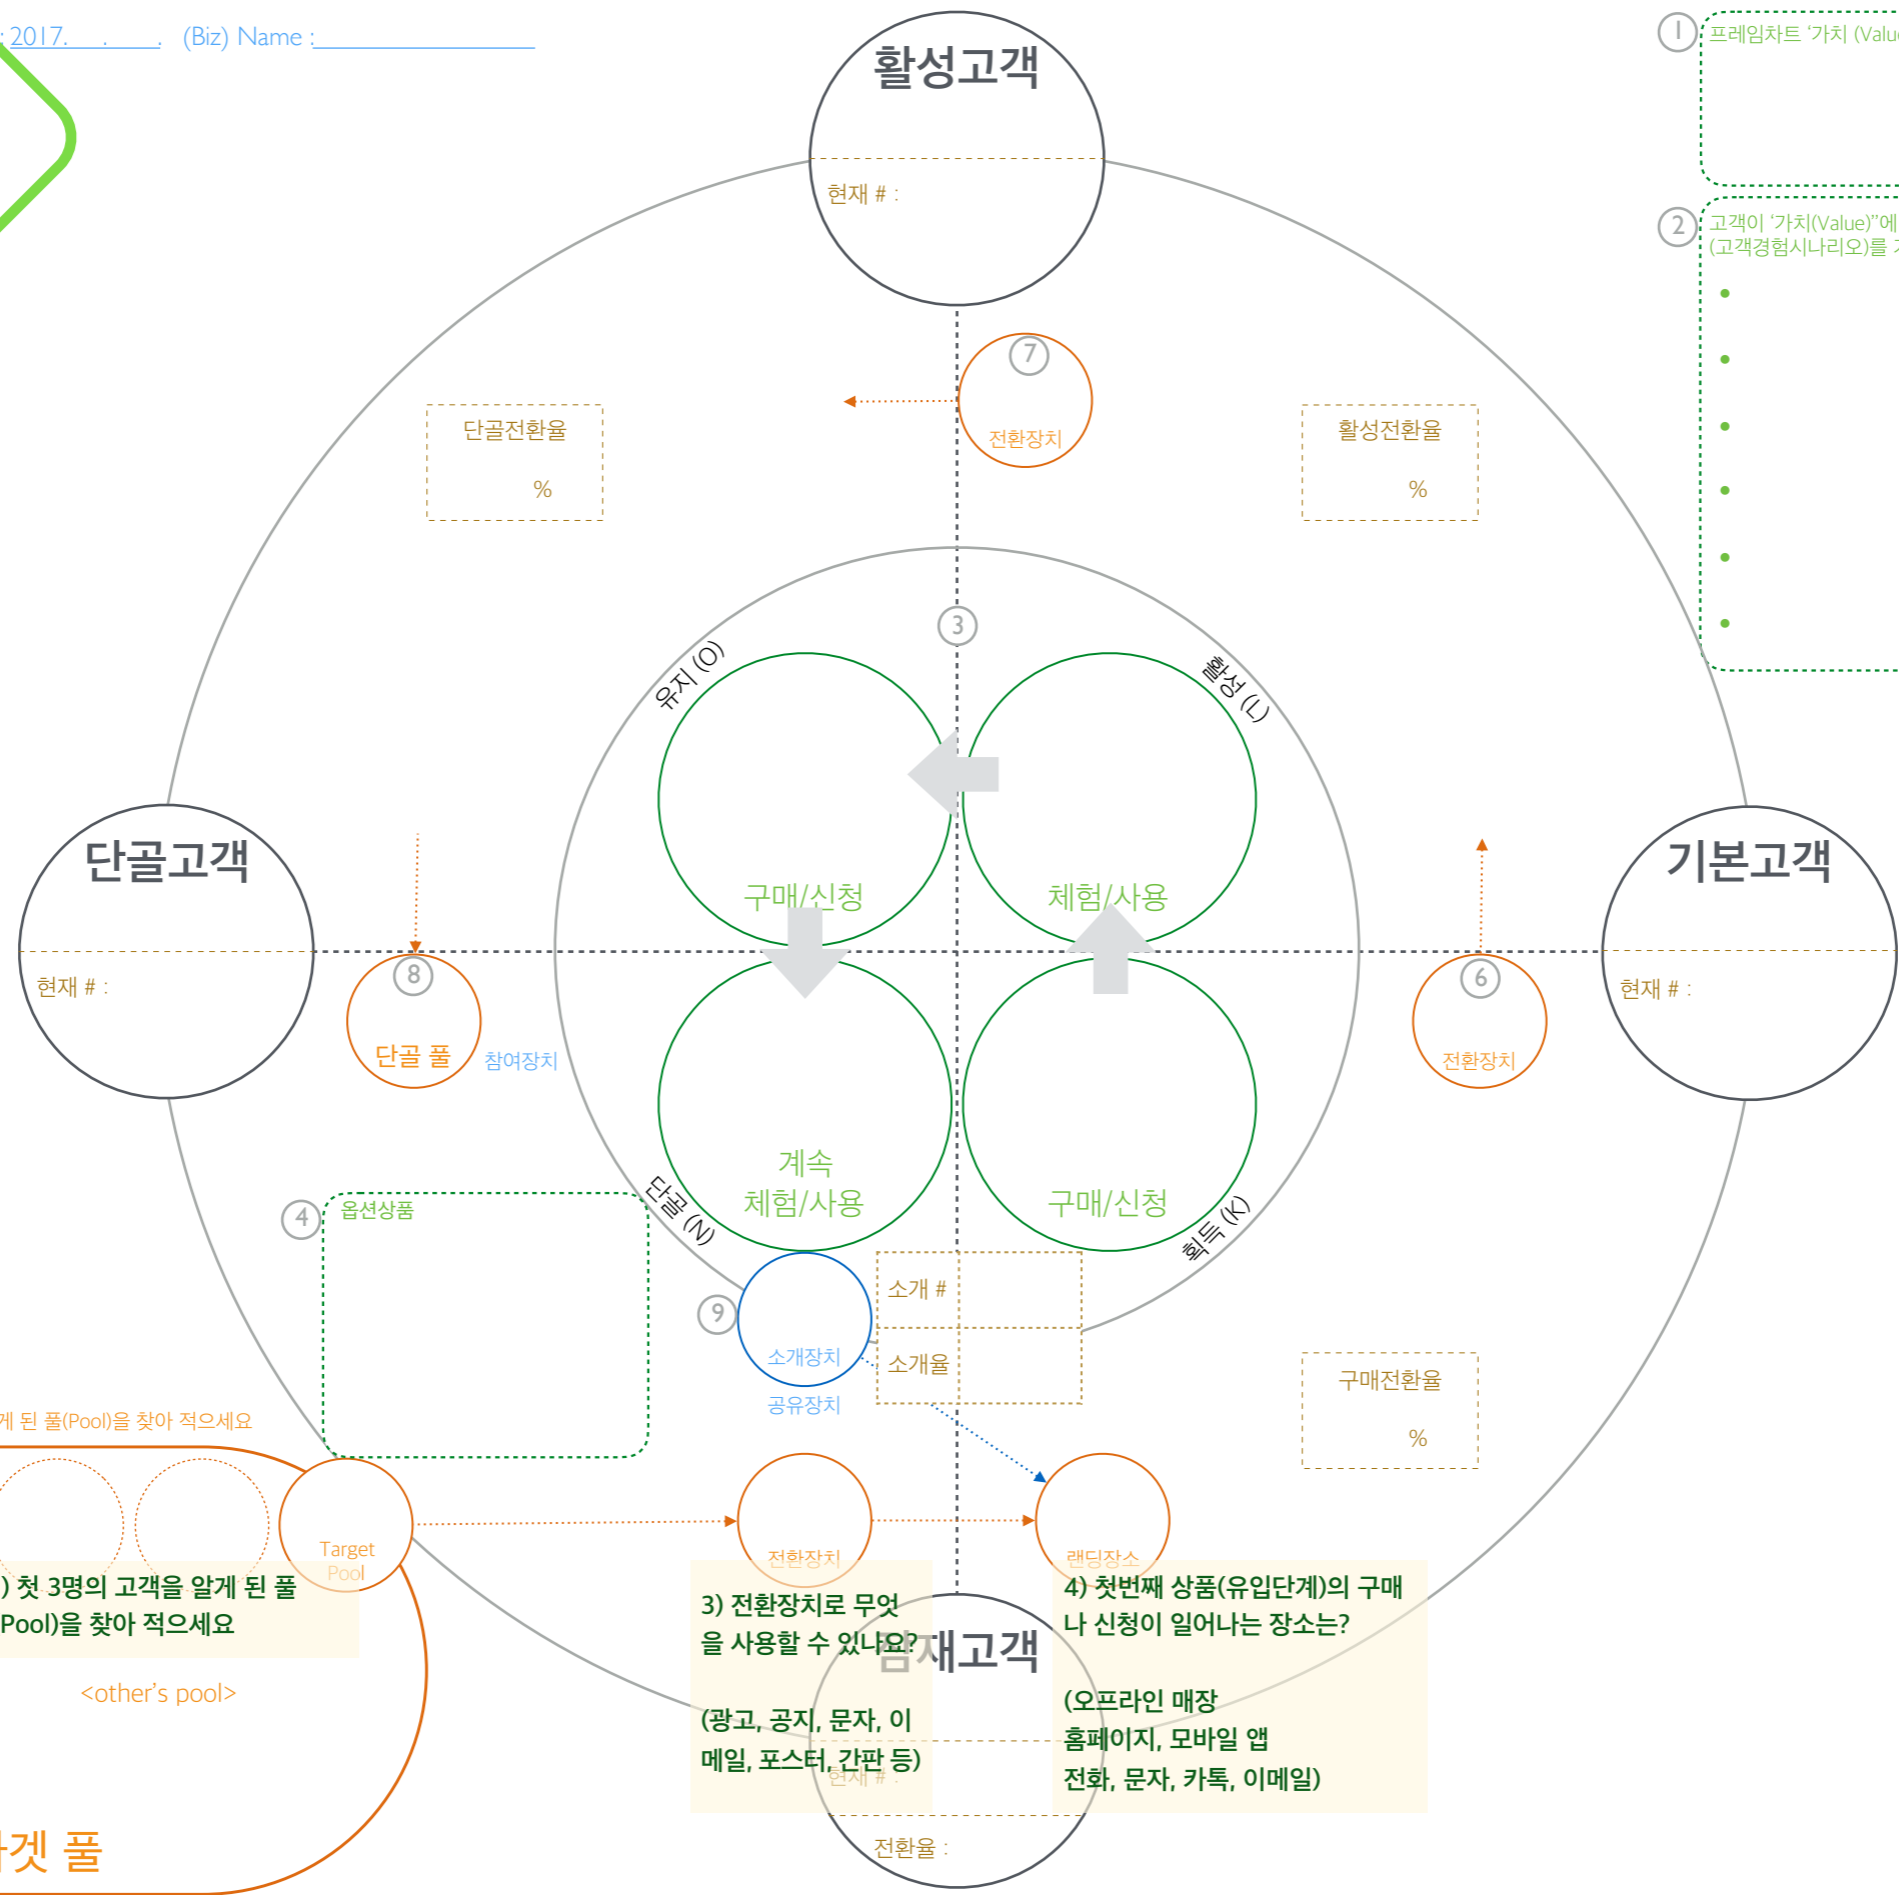 : 2017. . . (Biz) Name :
활성고객
현재 # :
1
프레임차트 ‘가치 (Valu
2
고객이 ‘가치(Value)”에
(고객경험시나리오)를
7
전환장치
단골전환율
%
활성전환율
%
3
유지 (O)
활성 (L)
구매/신청
체험/사용
단골고객
현재 # :
기본고객
현재 # :
8
단골 풀
참여장치
6
전환장치
계속
체험/사용
구매/신청
단골 (N)
획득 (K)
4
옵션상품
9
소개장치
공유장치
소개 #
소개율
구매전환율
%
게 된 풀(Pool)을 찾아 적으세요
Target
Pool
전환장치
랜딩장소
) 첫 3명의 고객을 알게 된 풀
Pool)을 찾아 적으세요
<other’s pool>
겟 풀
3) 전환장치로 무엇
을 사용할 수 있나요?
(광고, 공지, 문자, 이
메일, 포스터, 간판 등)
4) 첫번째 상품(유입단계)의 구매
나 신청이 일어나는 장소는?
(오프라인 매장
홈페이지, 모바일 앱
전화, 문자, 카톡, 이메일)
잠재고객
현재 # :
전환율 :